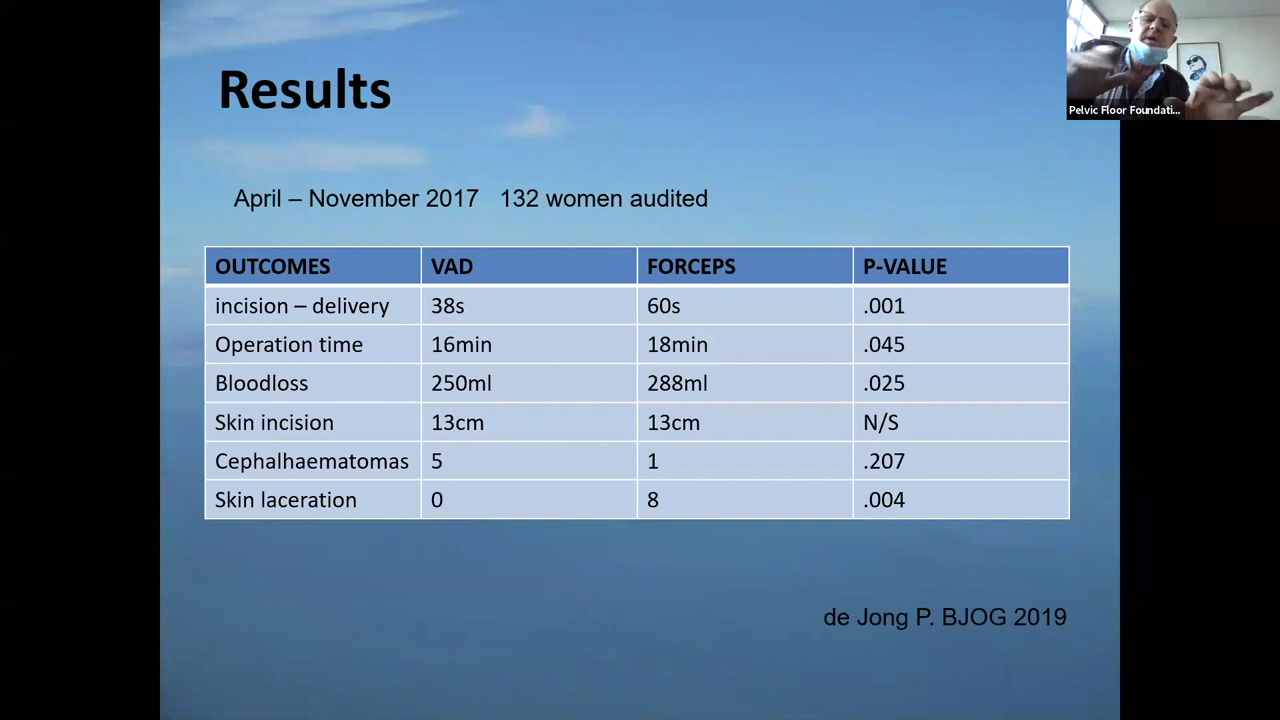 Results
April – November 2017 132 women audited
OUTCOMES VAD FORCEPS P-VALUE
incision – delivery 38s 60s .001
Operation time 16min 18min .045
Bloodloss 250ml 288ml .025
Skin incision 13cm 13cm N/S
Cephalhaematomas 5 1 .207
Skin laceration 0 8 .004
de Jong P. BJOG 2019
Pelvic Floor Foundati...